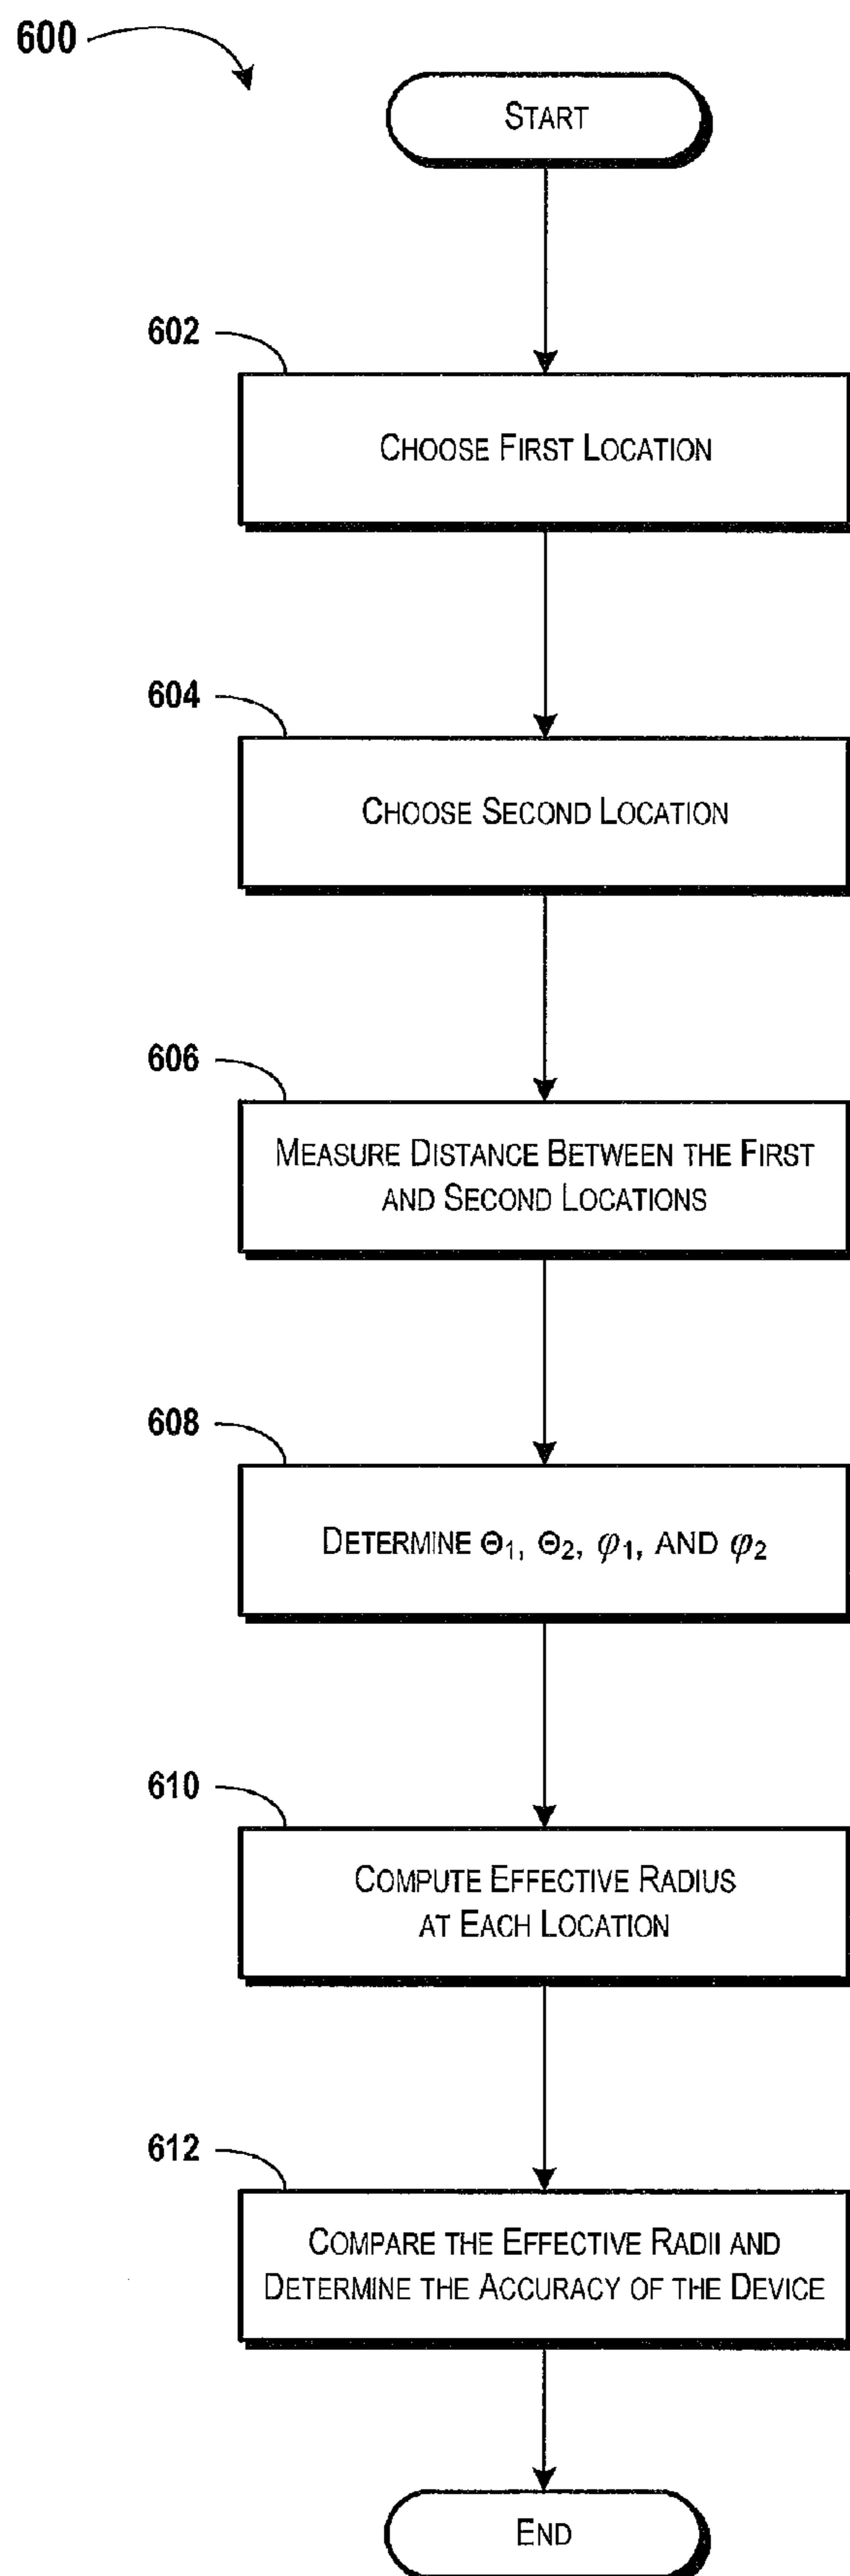 600
START
602
CHOOSE FIRST LOCATION
604
CHOOSE SECOND LOCATION
606
MEASURE DISTANCE BETWEEN THE FIRST
AND SECOND LOCATIONS
608
DETERMINE Θ₁, Θ₂, φ₁, AND φ₂
610
COMPUTE EFFECTIVE RADIUS
AT EACH LOCATION
612
COMPARE THE EFFECTIVE RADII AND
DETERMINE THE ACCURACY OF THE DEVICE
END